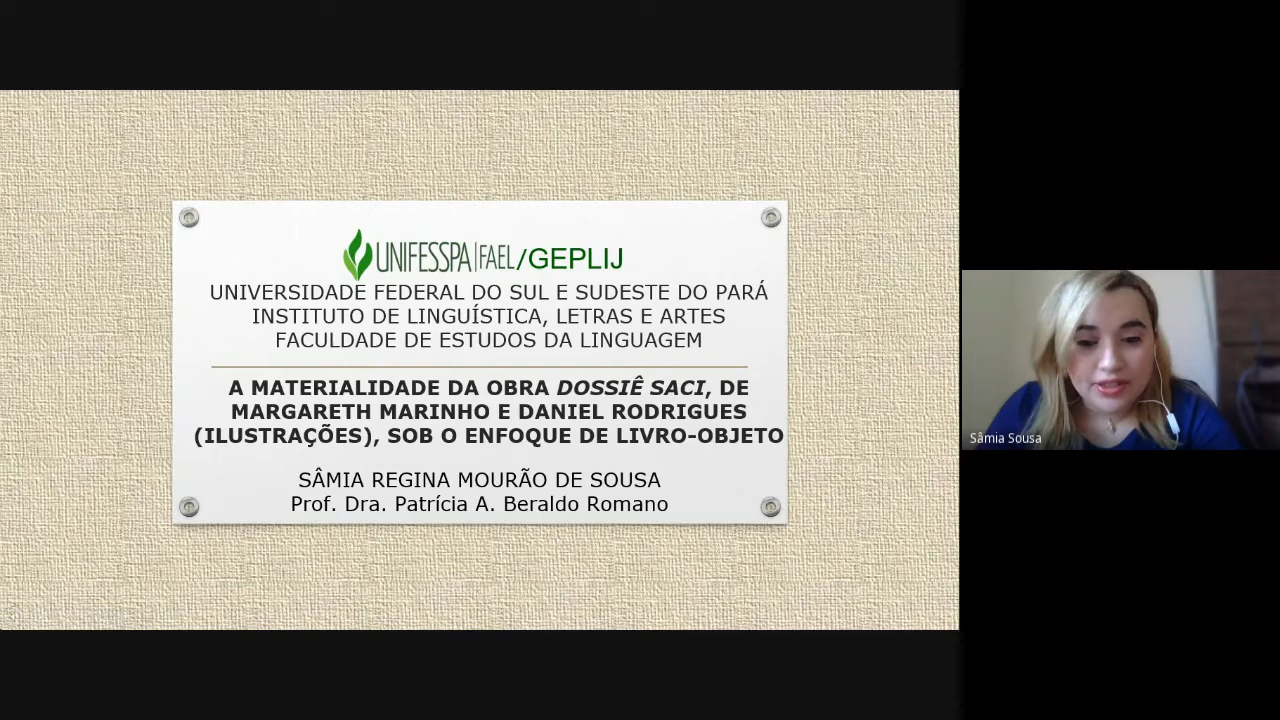 UNIFESSPA|FAEL/GEPLIJ
UNIVERSIDADE FEDERAL DO SUL E SUDESTE DO PARÁ
INSTITUTO DE LINGUÍSTICA, LETRAS E ARTES
FACULDADE DE ESTUDOS DA LINGUAGEM
A MATERIALIDADE DA OBRA DOSSIÊ SACI, DE
MARGARETH MARINHO E DANIEL RODRIGUES
(ILUSTRAÇÕES), SOB O ENFOQUE DE LIVRO-OBJETO
SÂMIA REGINA MOURÃO DE SOUSA
Prof. Dra. Patrícia A. Beraldo Romano
Sâmia Sousa